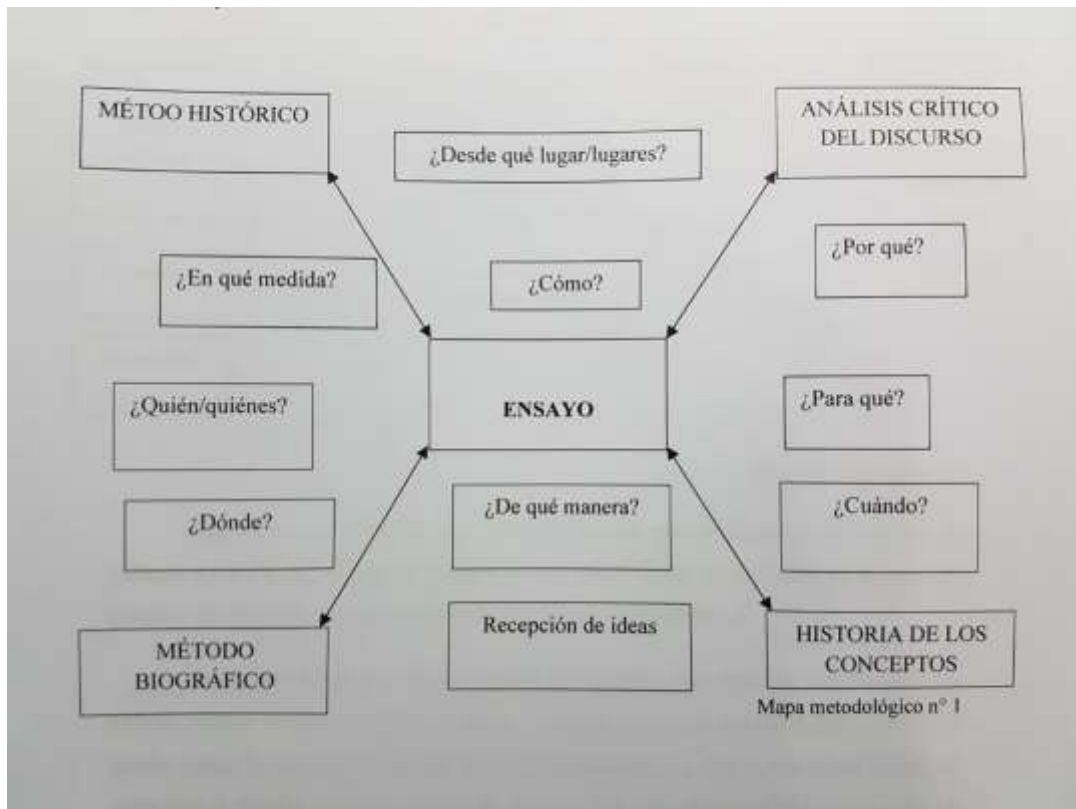 MÉTOO HISTÓRICO
ANÁLISIS CRÍTICO
DEL DISCURSO
¿Desde qué lugar/lugares?
¿Por qué?
¿En qué medida?
¿Cómo?
¿Quién/quiénes?
ENSAYO
¿Para qué?
¿Dónde?
¿De qué manera?
¿Cuándo?
MÉTODO
BIOGRÁFICO
Recepción de ideas
HISTORIA DE LOS
CONCEPTOS
Mapa metodológico n° 1